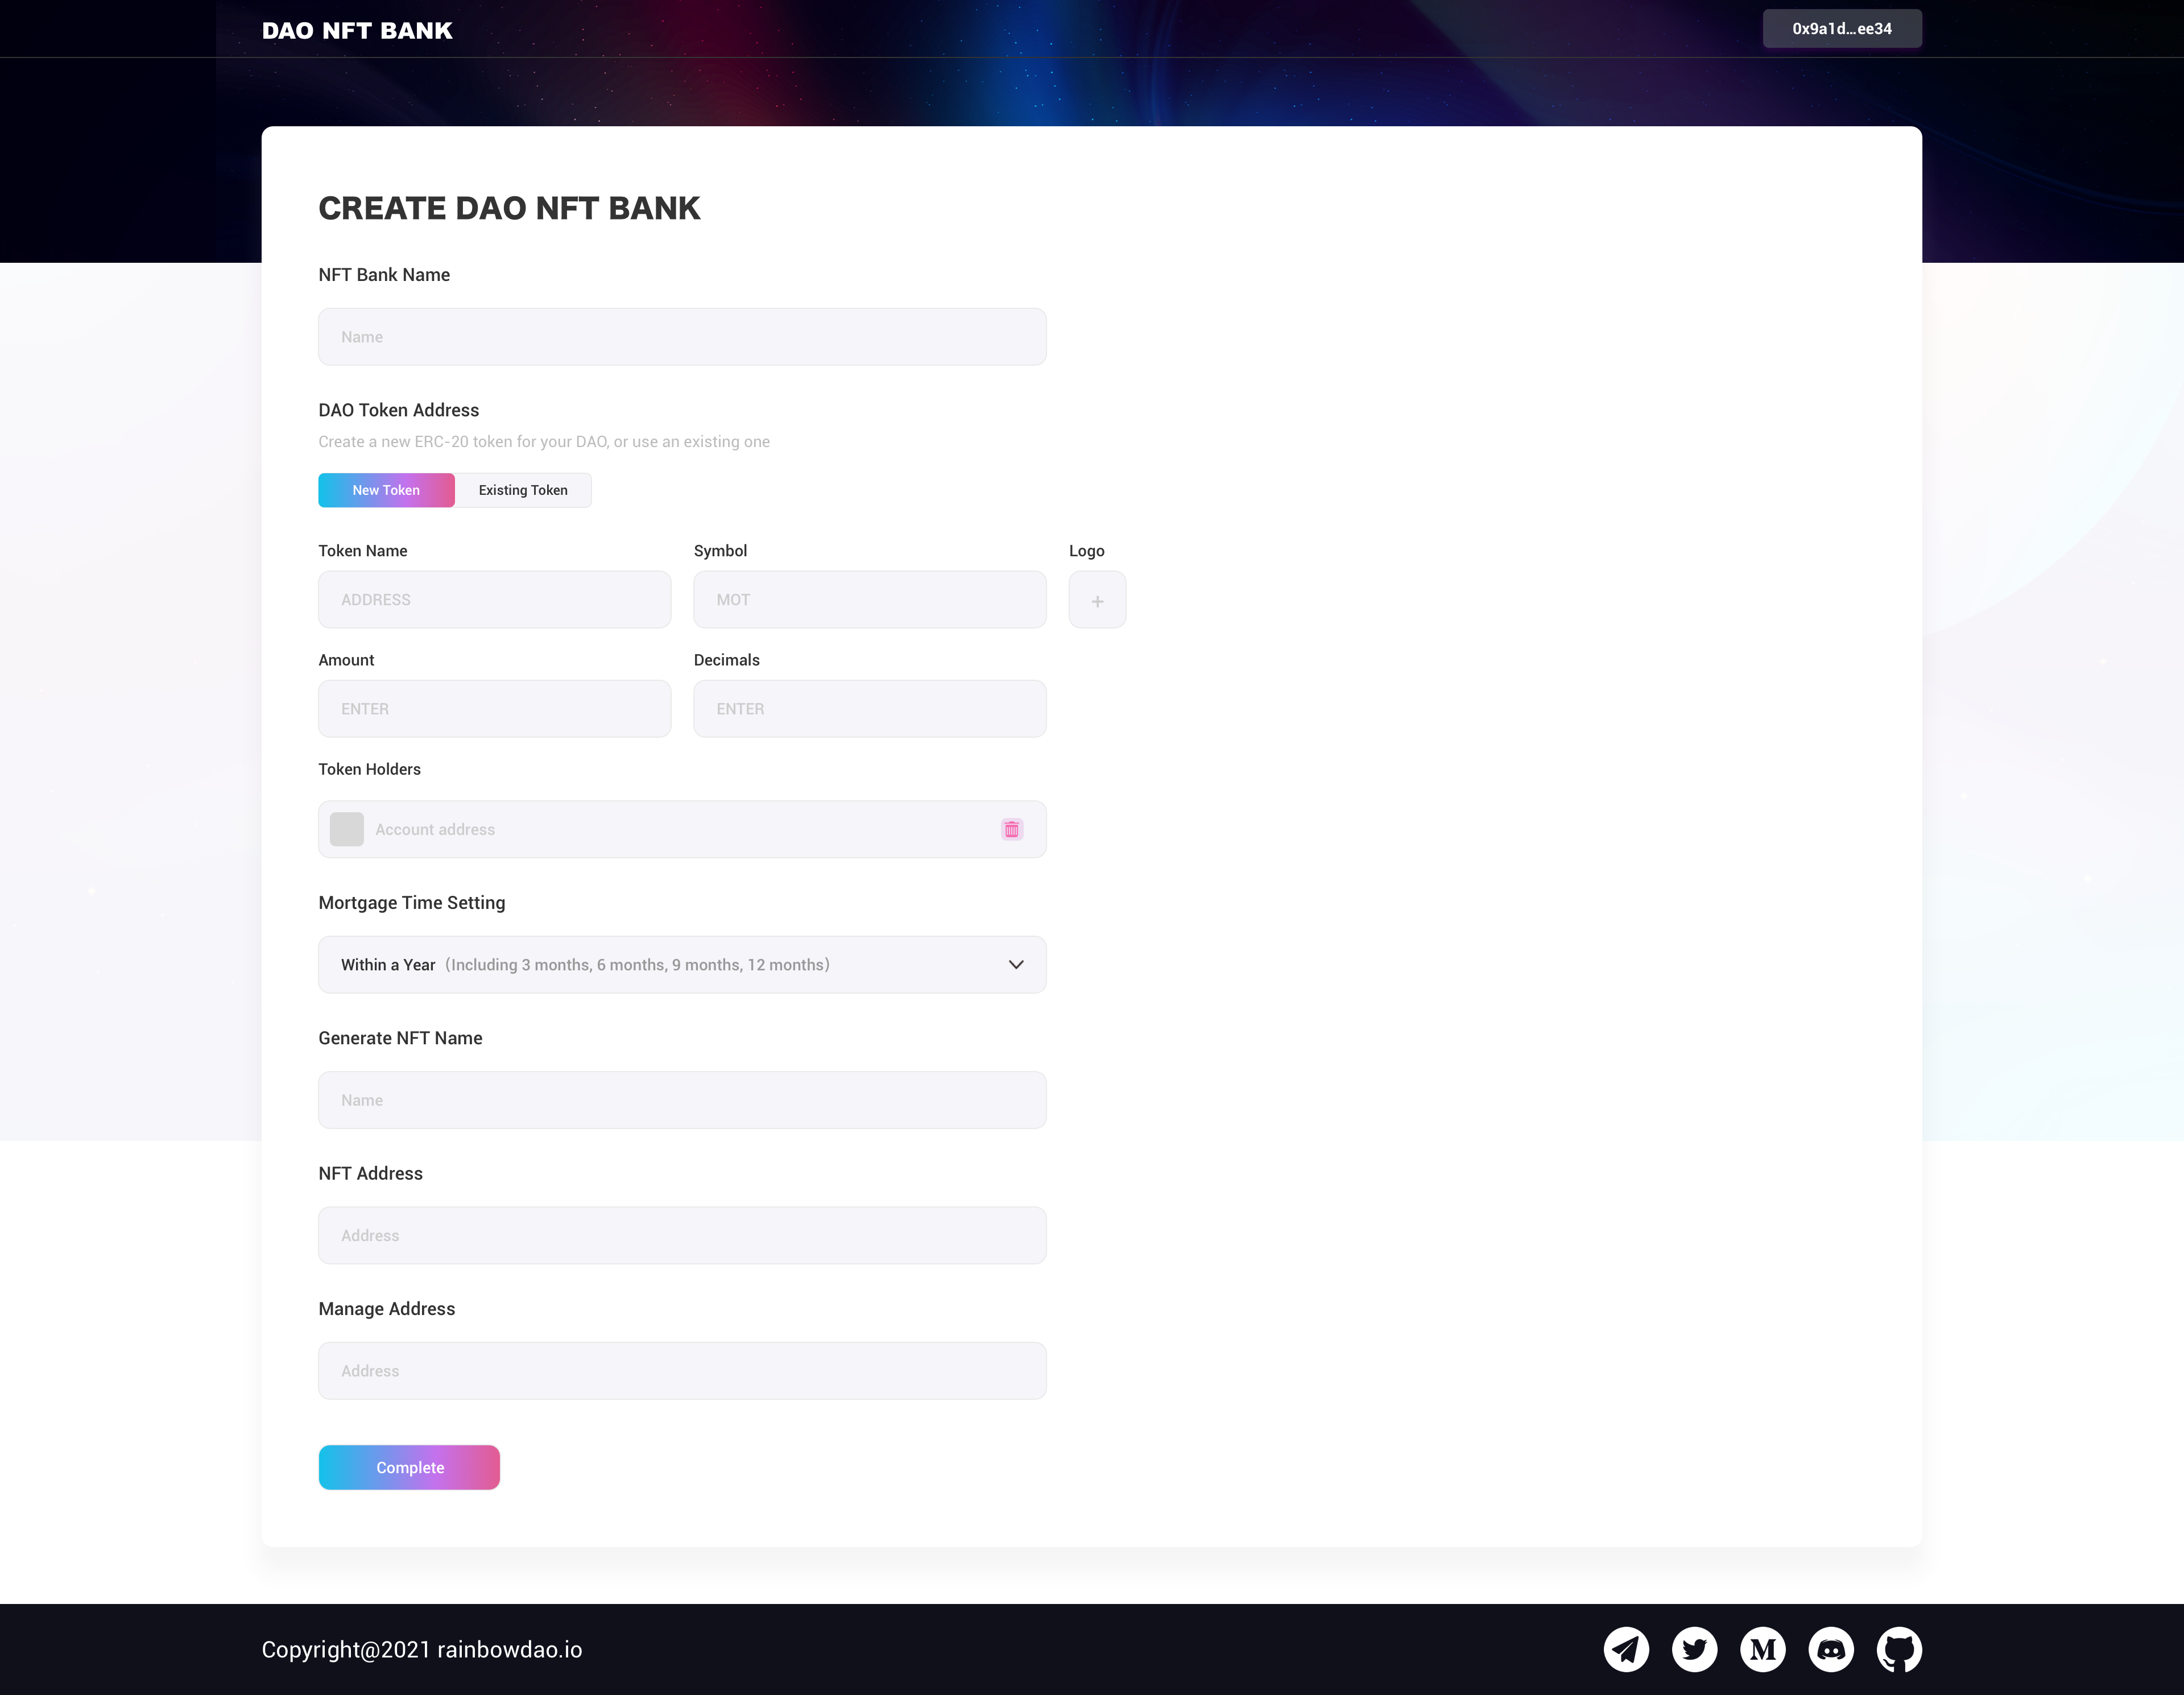 DAO NFT BANK
0x9a1d...ee34
CREATE DAO NFT BANK
NFT Bank Name
Name
DAO Token Address
Create a new ERC-20 token for your DAO, or use an existing one
New Token Existing Token
Token Name Symbol Logo
ADDRESS MOT +
Amount Decimals
ENTER ENTER
Token Holders
Account address
Mortgage Time Setting
Within a Year (Including 3 months, 6 months, 9 months, 12 months)
Generate NFT Name
Name
NFT Address
Address
Manage Address
Address
Complete
Copyright@2021 rainbowdao.io